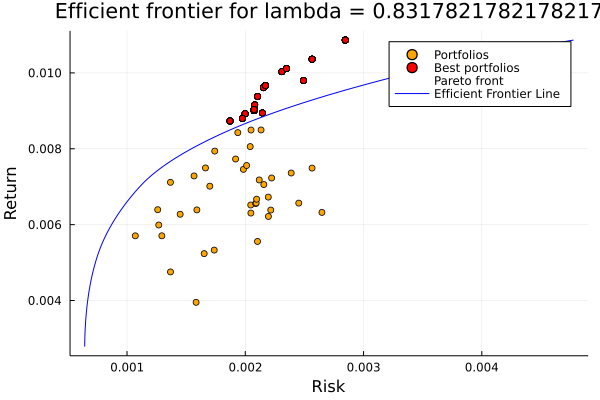 Efficient frontier for lambda = 0.8317821782178217
Portfolios
Best portfolios
Pareto front
Efficient Frontier Line
Return
0.010
0.008
0.006
0.004
0.001
0.002
0.003
0.004
Risk